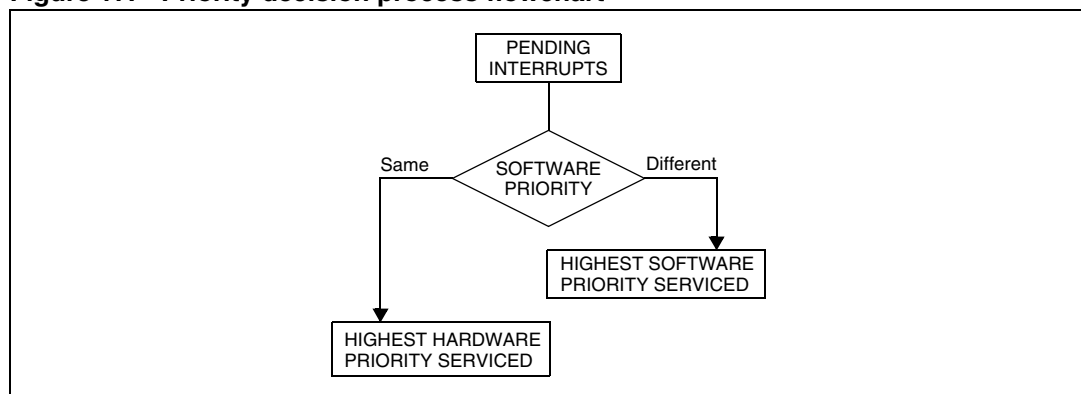 PENDING
INTERRUPTS
Same
SOFTWARE
PRIORITY
Different
HIGHEST SOFTWARE
PRIORITY SERVICED
HIGHEST HARDWARE
PRIORITY SERVICED